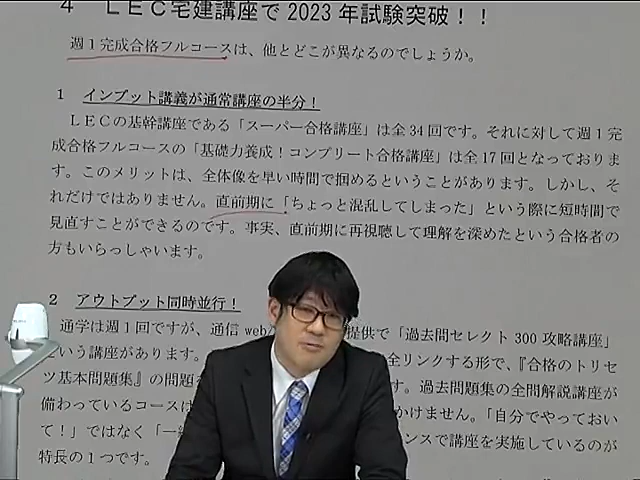 4 LEC宅建講座で2023年試験突破！！
週1完成合格フルコースは、他とどこが異なるのでしょうか。
1 インプット講義が通常講座の半分！
LECの基幹講座である「スーパー合格講座」は全34回です。それに対して週1完
成合格フルコースの「基礎力養成！コンプリート合格講座」は全17回となっておりま
す。このメリットは、全体像を早い時間で掴めるということがあります。しかし、そ
れだけではありません。直前期に「ちょっと混乱してしまった」という際に短時間で
見直すことができるのです。事実、直前期に再視聴して理解を深めたという合格者の
方もいらっしゃいます。
2 アウトプット同時並行！
通学は週1回ですが、通信web 提供で「過去問セレクト300攻略講座」
という講座があります。 全リンクする形で、『合格のトリセ
ツ基本問題集』の問題 す。過去問題集の全問解説講座が
備わっているコースは かけません。「自分でやっておい
て！」ではなく「一 ンスで講座を実施しているのが
特長の1つです。